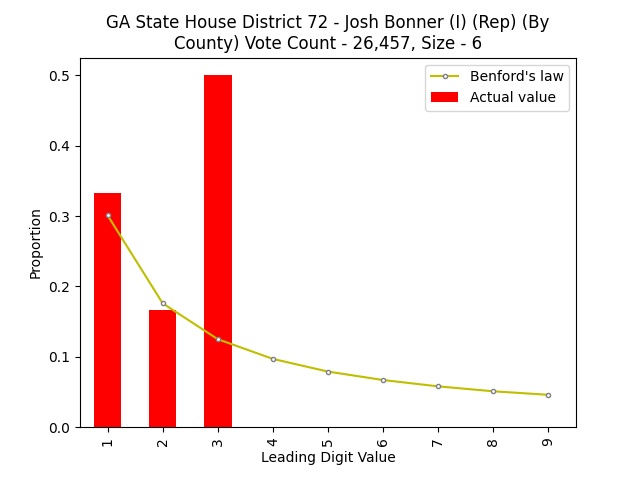 GA State House District 72 - Josh Bonner (I) (Rep) (By
County) Vote Count - 26,457, Size - 6
Benford's law
Actual value
0.5
0.4
0.3
0.2
0.1
0.0
Proportion
1 2 3 4 5 6 7 8 9
Leading Digit Value